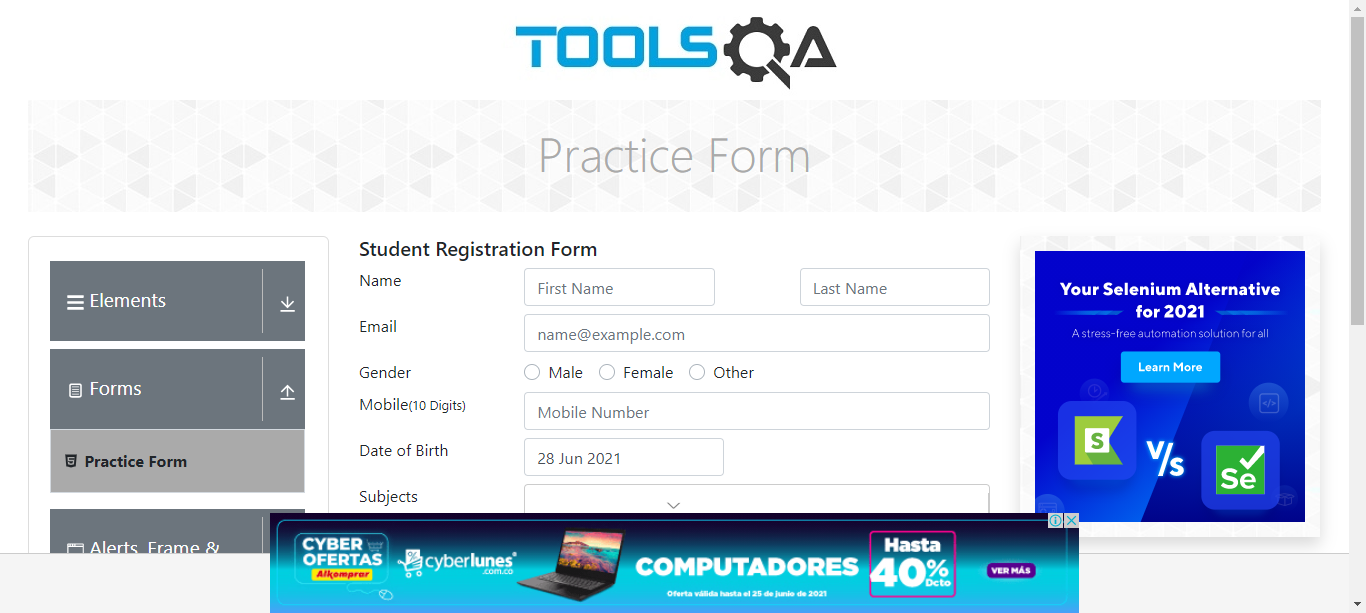 TOOLSQA
Practice Form
Elements
Forms
Practice Form
Alerts, Frame &
Student Registration Form
Name
First Name
Last Name
Email
name@example.com
Gender
Male
Female
Other
Mobile(10 Digits)
Mobile Number
Date of Birth
28 Jun 2021
Subjects
Your Selenium Alternative
for 2021
A stress-free automation solution for all
Learn More
S
V/s
Se
CYBER
OFERTAS
Alkomprar
cyberlunes
.com.co
COMPUTADORES
Oferta válida hasta el 25 de junio de 2021
Hasta
40%
Dcto
VER MÁS